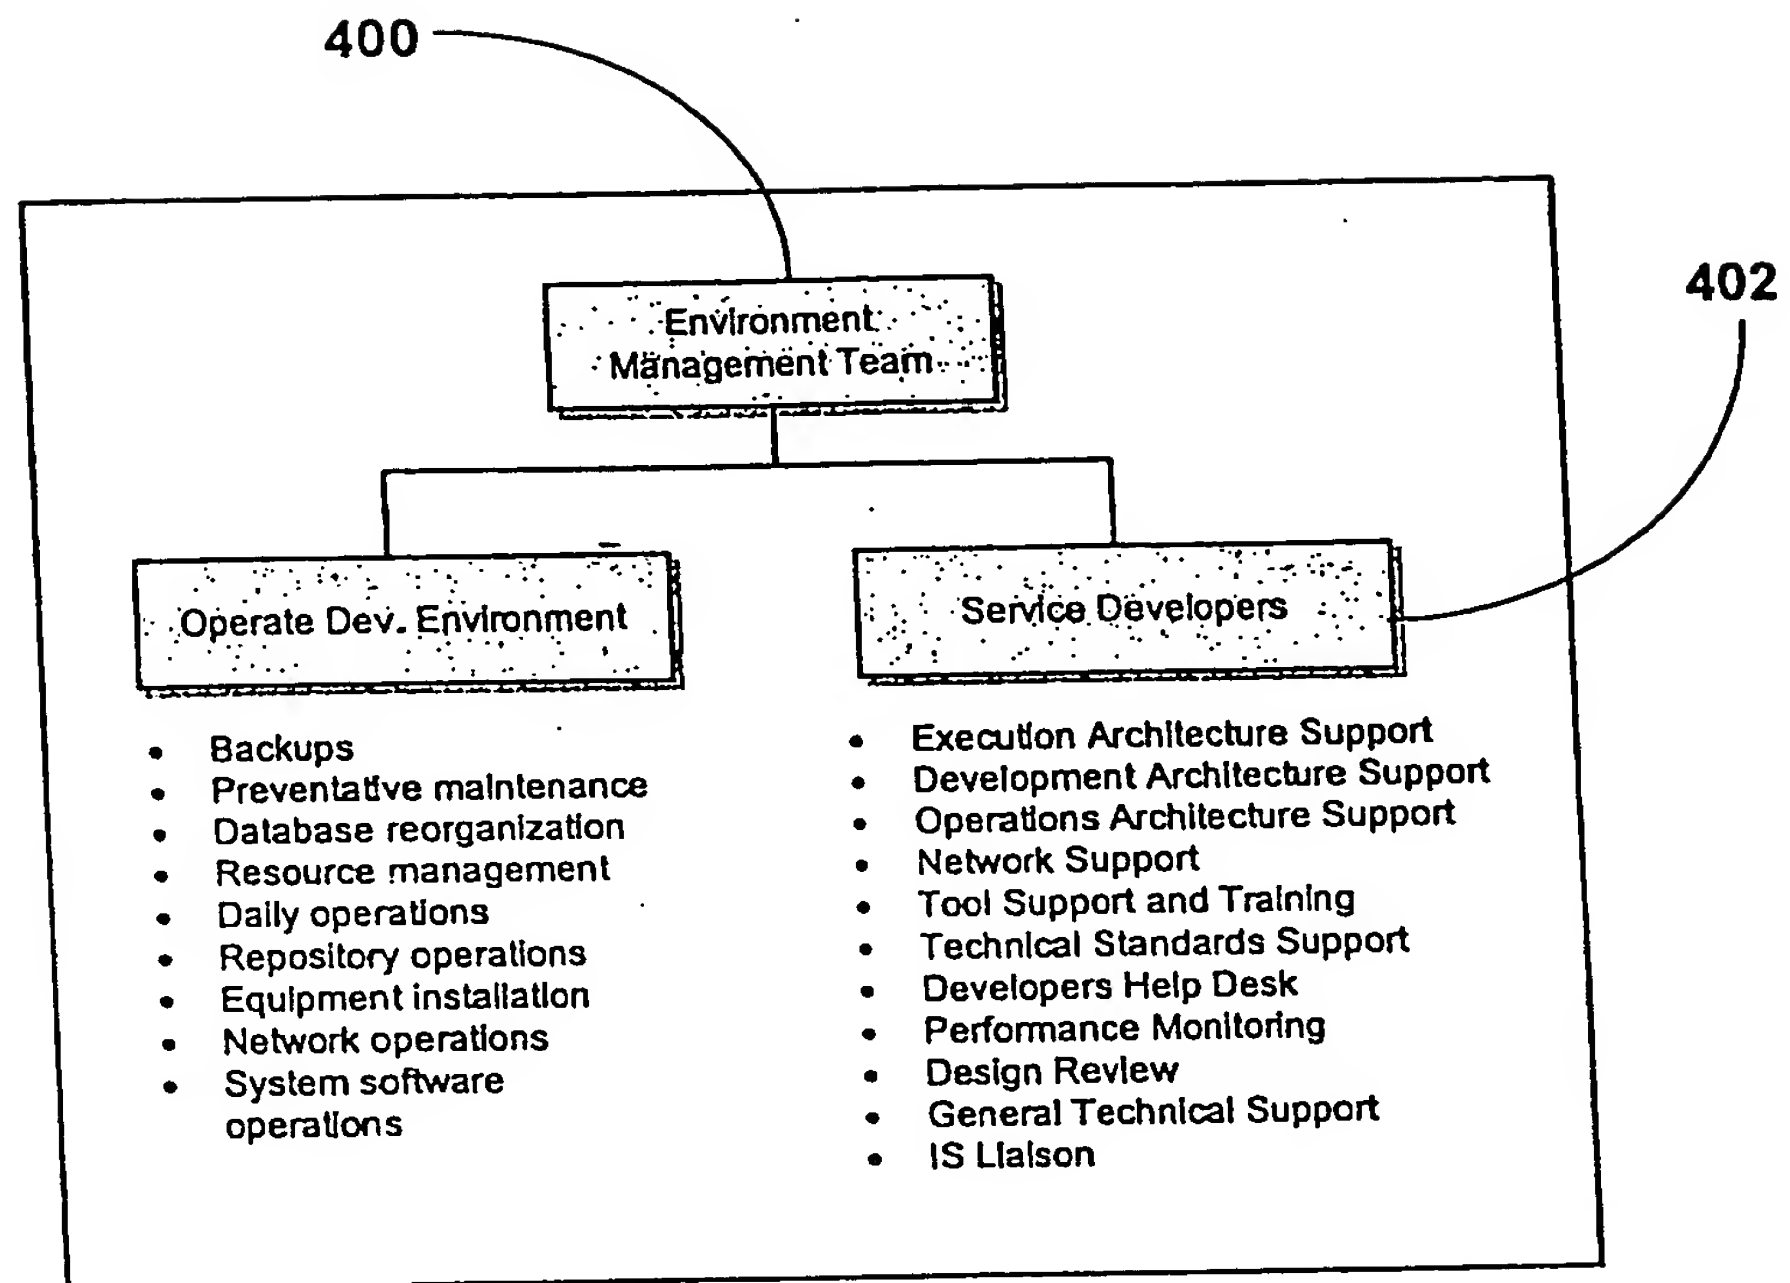 400
402
Environment
Management Team
Operate Dev. Environment
Service Developers
• Backups
• Preventative maintenance
• Database reorganization
• Resource management
• Daily operations
• Repository operations
• Equipment installation
• Network operations
• System software
operations
• Execution Architecture Support
• Development Architecture Support
• Operations Architecture Support
• Network Support
• Tool Support and Training
• Technical Standards Support
• Developers Help Desk
• Performance Monitoring
• Design Review
• General Technical Support
• IS Liaison